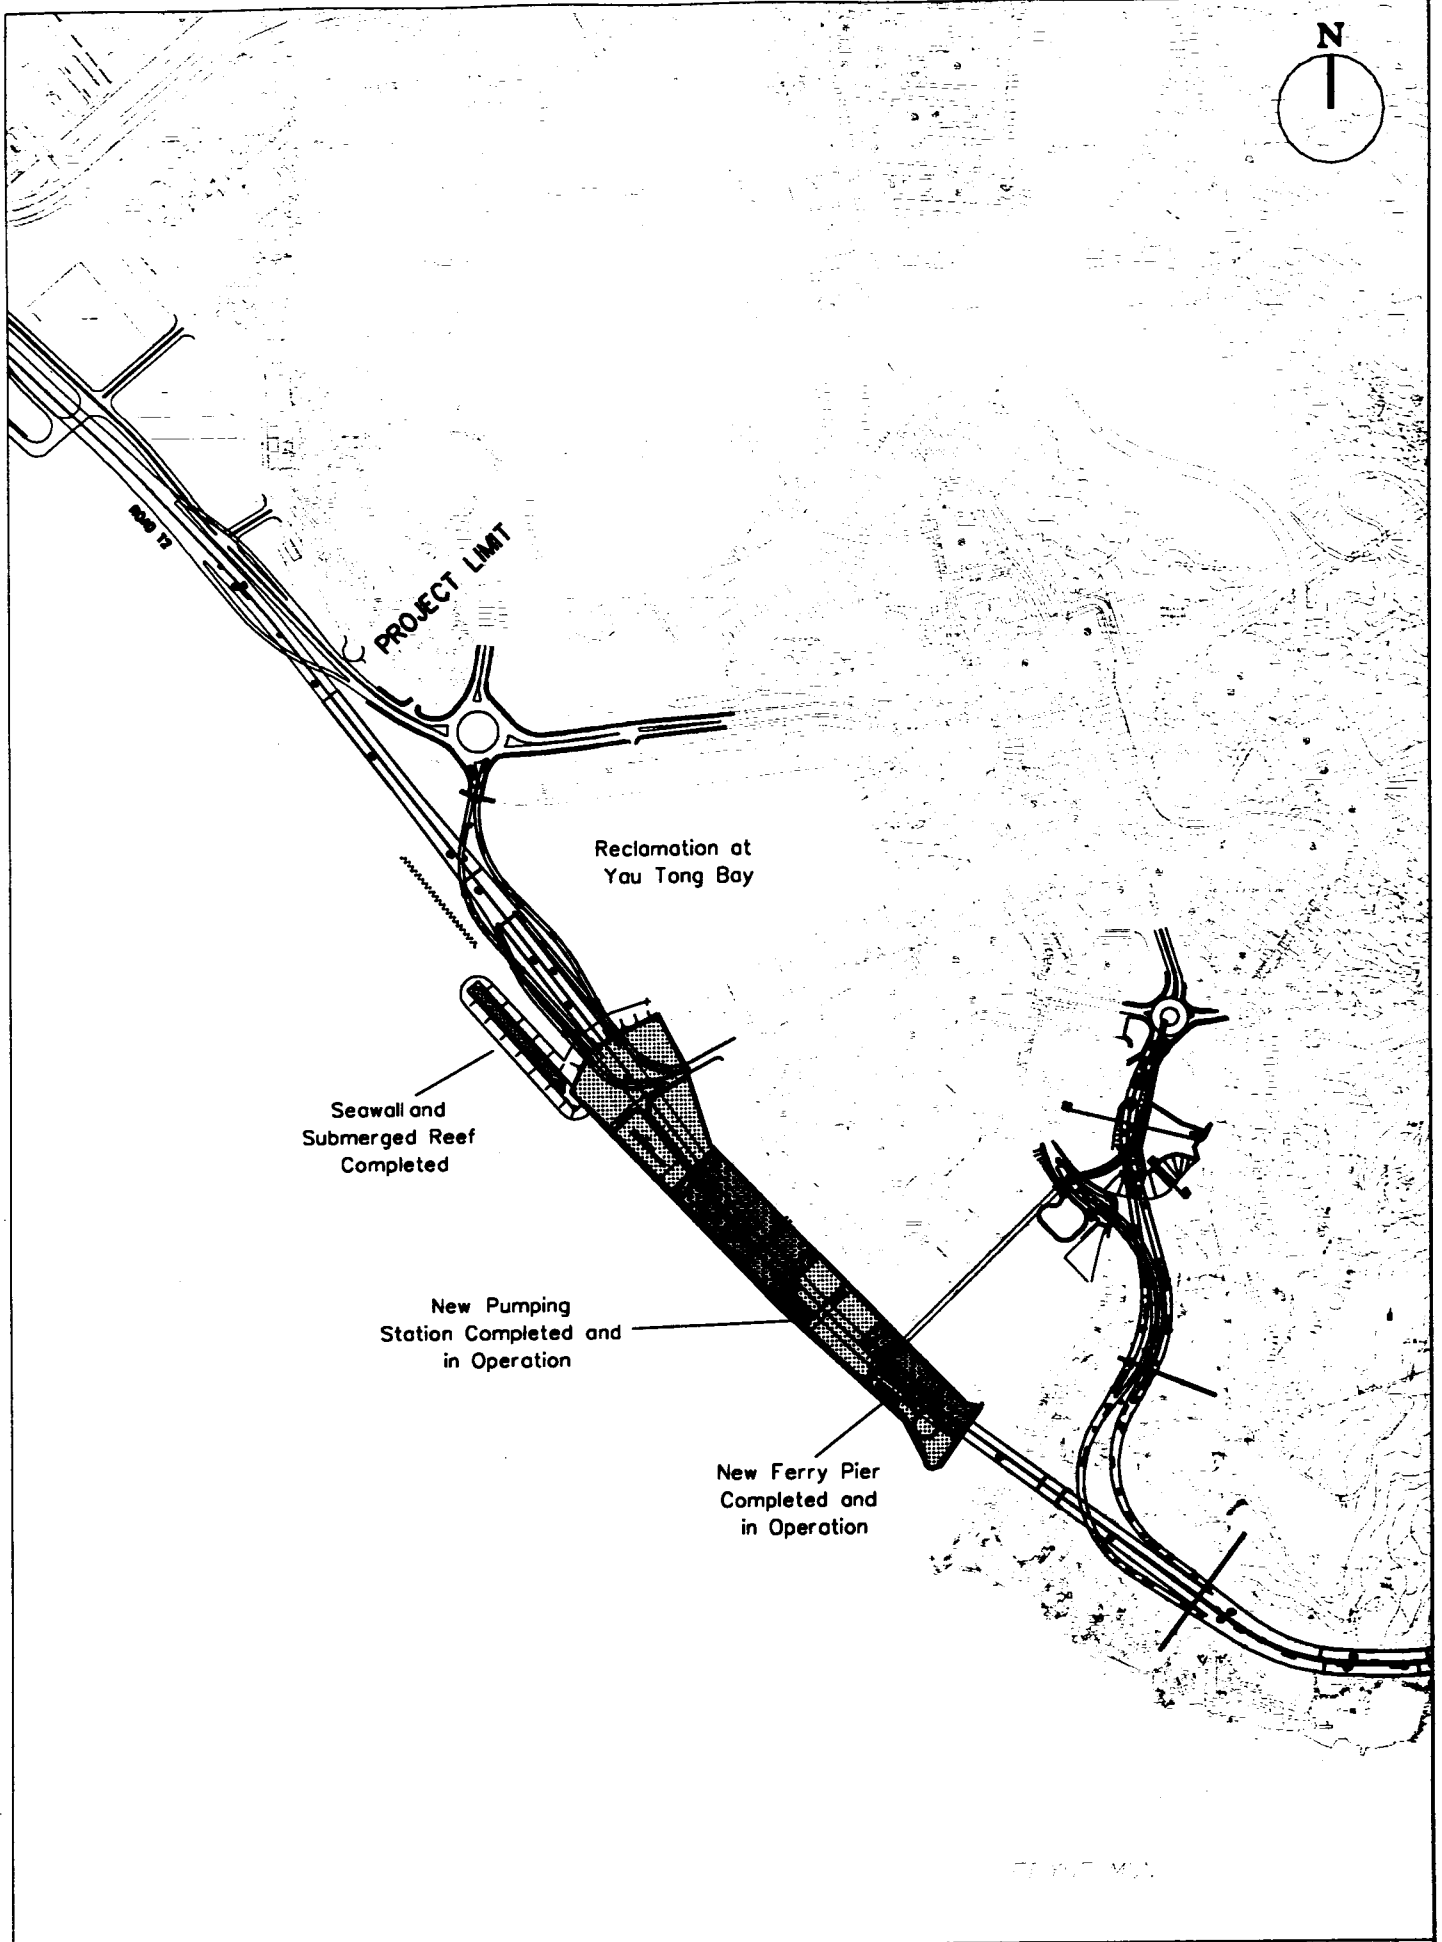 N
ROAD T2
PROJECT LIMIT
Reclamation at
Yau Tong Bay
Seawall and
Submerged Reef
Completed
New Pumping
Station Completed and
in Operation
New Ferry Pier
Completed and
in Operation